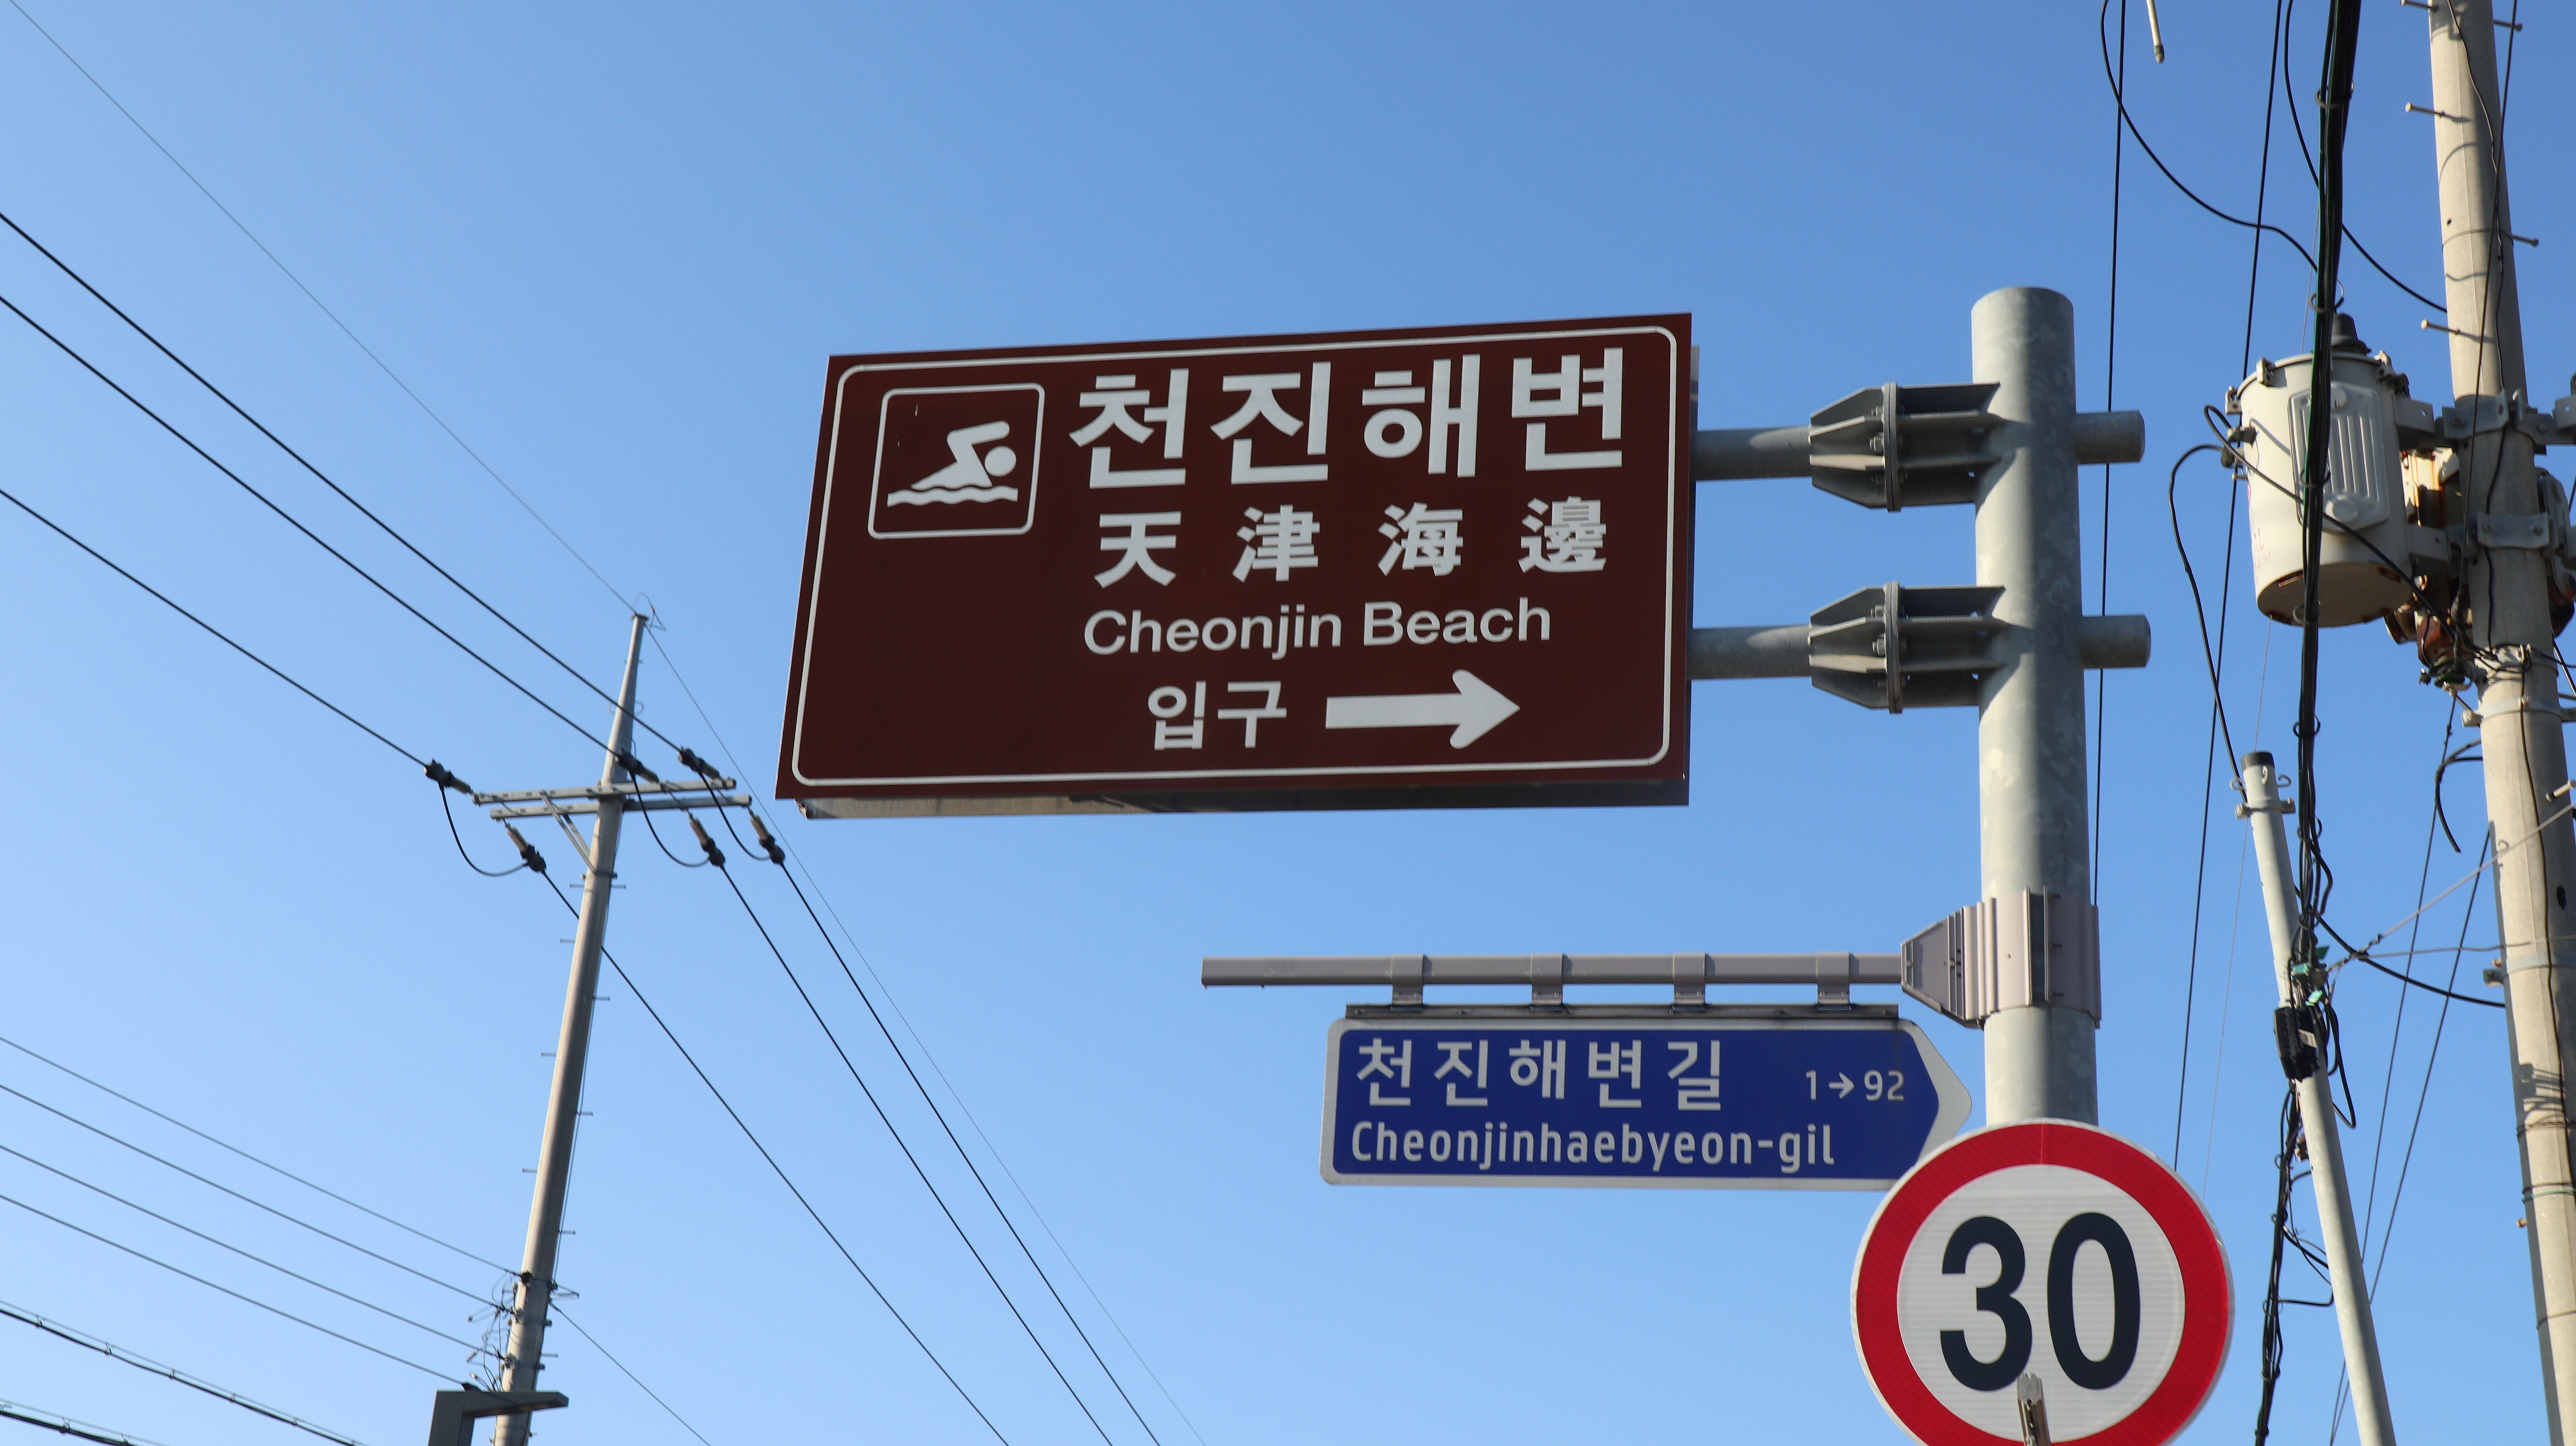 천진해변
天津海邊
Cheonjin Beach
입구 →
천진해변길 1→92
Cheonjinhaebyeon-gil
30